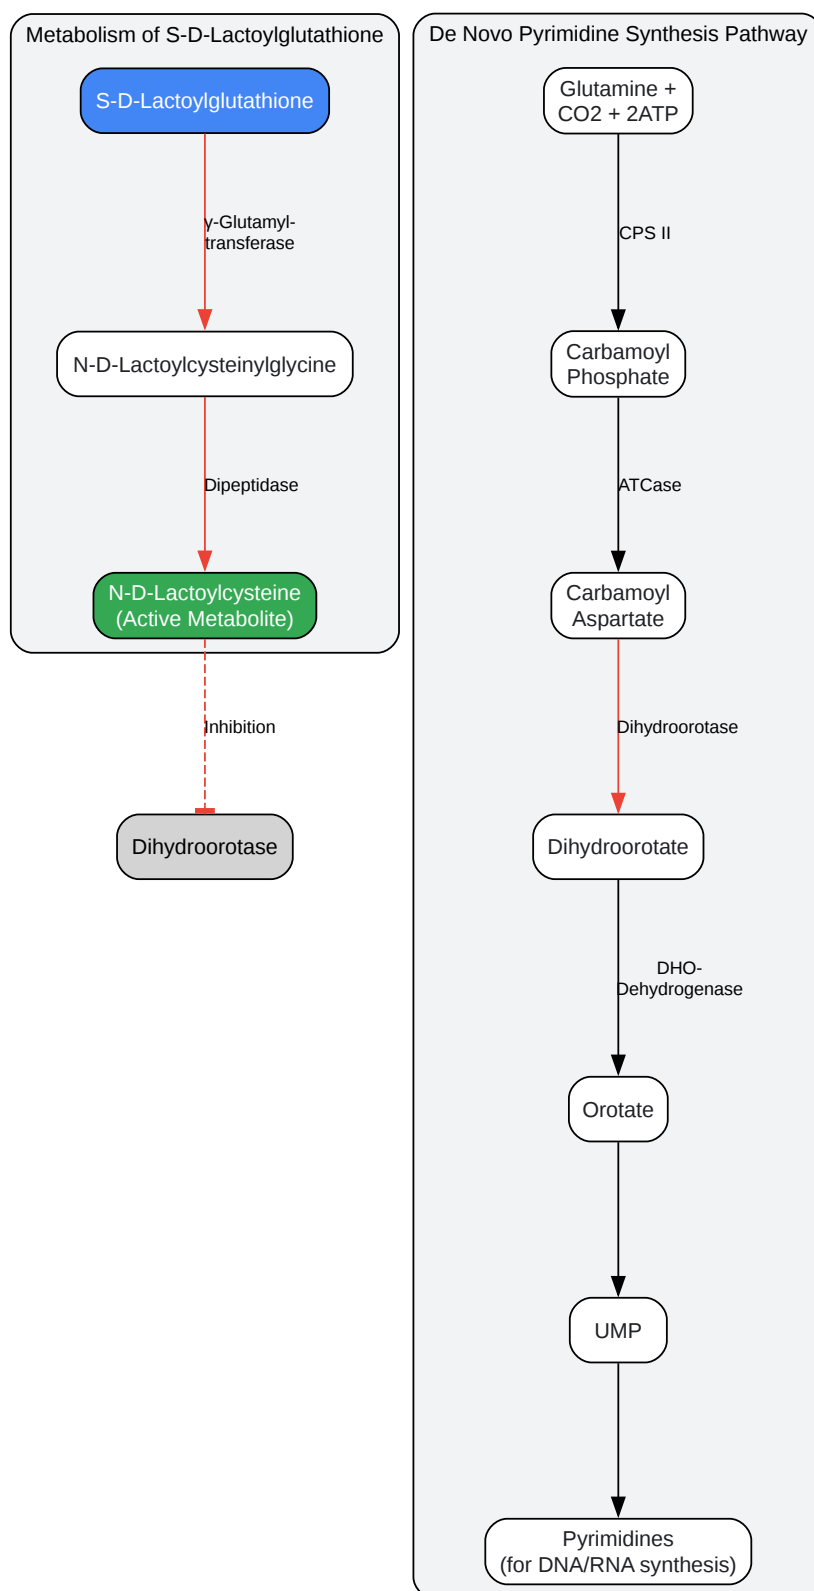 Metabolism of S-D-Lactoylglutathione
S-D-Lactoylglutathione
γ-Glutamyl-
transferase
N-D-Lactoylcysteinylglycine
Dipeptidase
N-D-Lactoylcysteine
(Active Metabolite)
Inhibition
Dihydroorotase
De Novo Pyrimidine Synthesis Pathway
Glutamine +
CO2 + 2ATP
CPS II
Carbamoyl
Phosphate
ATCase
Carbamoyl
Aspartate
Dihydroorotase
Dihydroorotate
DHO-
Dehydrogenase
Orotate
UMP
Pyrimidines
(for DNA/RNA synthesis)